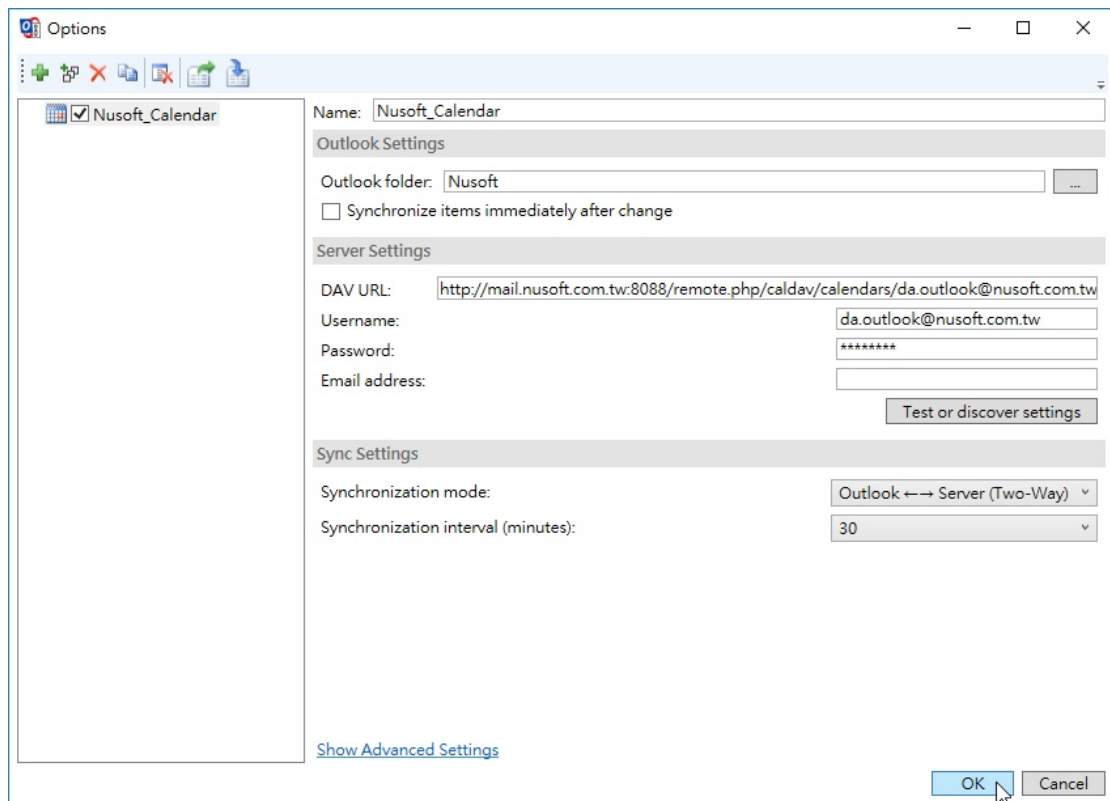 Options
Nusoft_Calendar
Name: Nusoft_Calendar
Outlook Settings
Outlook folder: Nusoft ...
Synchronize items immediately after change
Server Settings
DAV URL: http://mail.nusoft.com.tw:8088/remote.php/caldav/calendars/da.outlook@nusoft.com.tw
Username: da.outlook@nusoft.com.tw
Password: ********
Email address:
Test or discover settings
Sync Settings
Synchronization mode: Outlook ←→ Server (Two-Way)
Synchronization interval (minutes): 30
Show Advanced Settings
OK Cancel